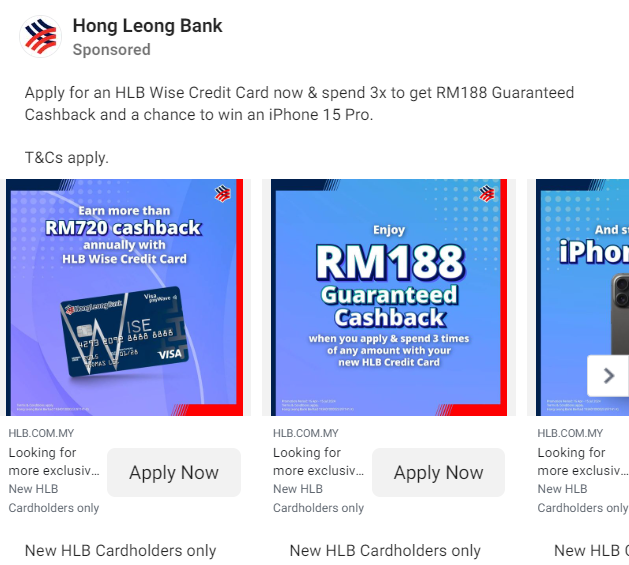 Hong Leong Bank
Sponsored
Apply for an HLB Wise Credit Card now & spend 3x to get RM188 Guaranteed
Cashback and a chance to win an iPhone 15 Pro.
T&Cs apply.
Earn more than
RM720 cashback
annually with
HLB Wise Credit Card
HongLeong Bank
Visa
payWave
WISE
VISA
Enjoy
RM188
Guaranteed
Cashback
when you apply & spend 3 times
of any amount with your
new HLB Credit Card
And s
iPhon
HLB.COM.MY
Looking for
more exclusiv...
New HLB
Cardholders only
Apply Now
New HLB Cardholders only
HLB.COM.MY
Looking for
more exclusiv...
New HLB
Cardholders only
Apply Now
New HLB Cardholders only
HLB.COM.MY
Looking for
more exclusiv...
New HLB
Cardholders only
New HLB